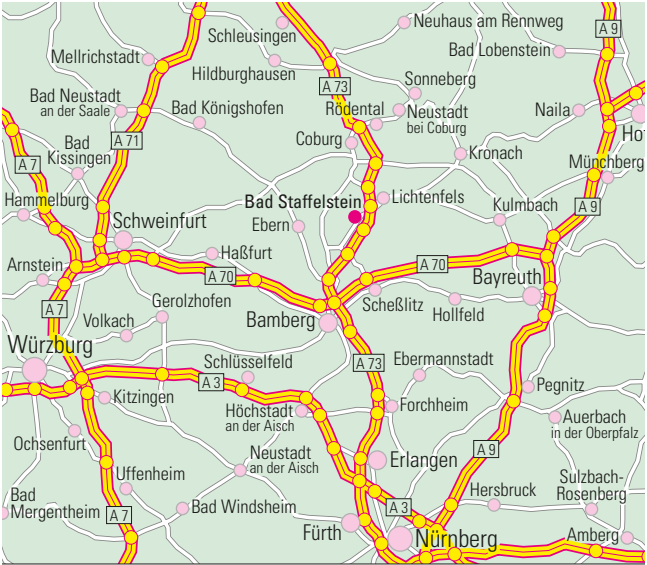 Neuhaus am Rennweg
A 9
Schleusingen
Bad Lobenstein
Mellrichstadt
Hildburghausen
Sonneberg
A 73
Bad Neustadt
an der Saale
Bad Königshofen
Rödental
Neustadt
bei Coburg
Naila
Hof
A 71
Coburg
Bad
Kissingen
Kronach
A 7
Münchberg
Hammelburg
Bad Staffelstein
Lichtenfels
A 9
Schweinfurt
Ebern
Kulmbach
Haßfurt
Arnstein
A 70
A 70
Bayreuth
Gerolzhofen
Scheßlitz
Hollfeld
A 7
Volkach
Bamberg
Würzburg
Schlüsselfeld
A 73
Ebermannstadt
A 3
Kitzingen
Pegnitz
Höchstadt
an der Aisch
Forchheim
Auerbach
in der Oberpfalz
Ochsenfurt
Neustadt
an der Aisch
A 9
Erlangen
Uffenheim
Sulzbach-
Rosenberg
Bad
Mergentheim
Hersbruck
A 7
Bad Windsheim
A 3
Fürth
Nürnberg
Amberg